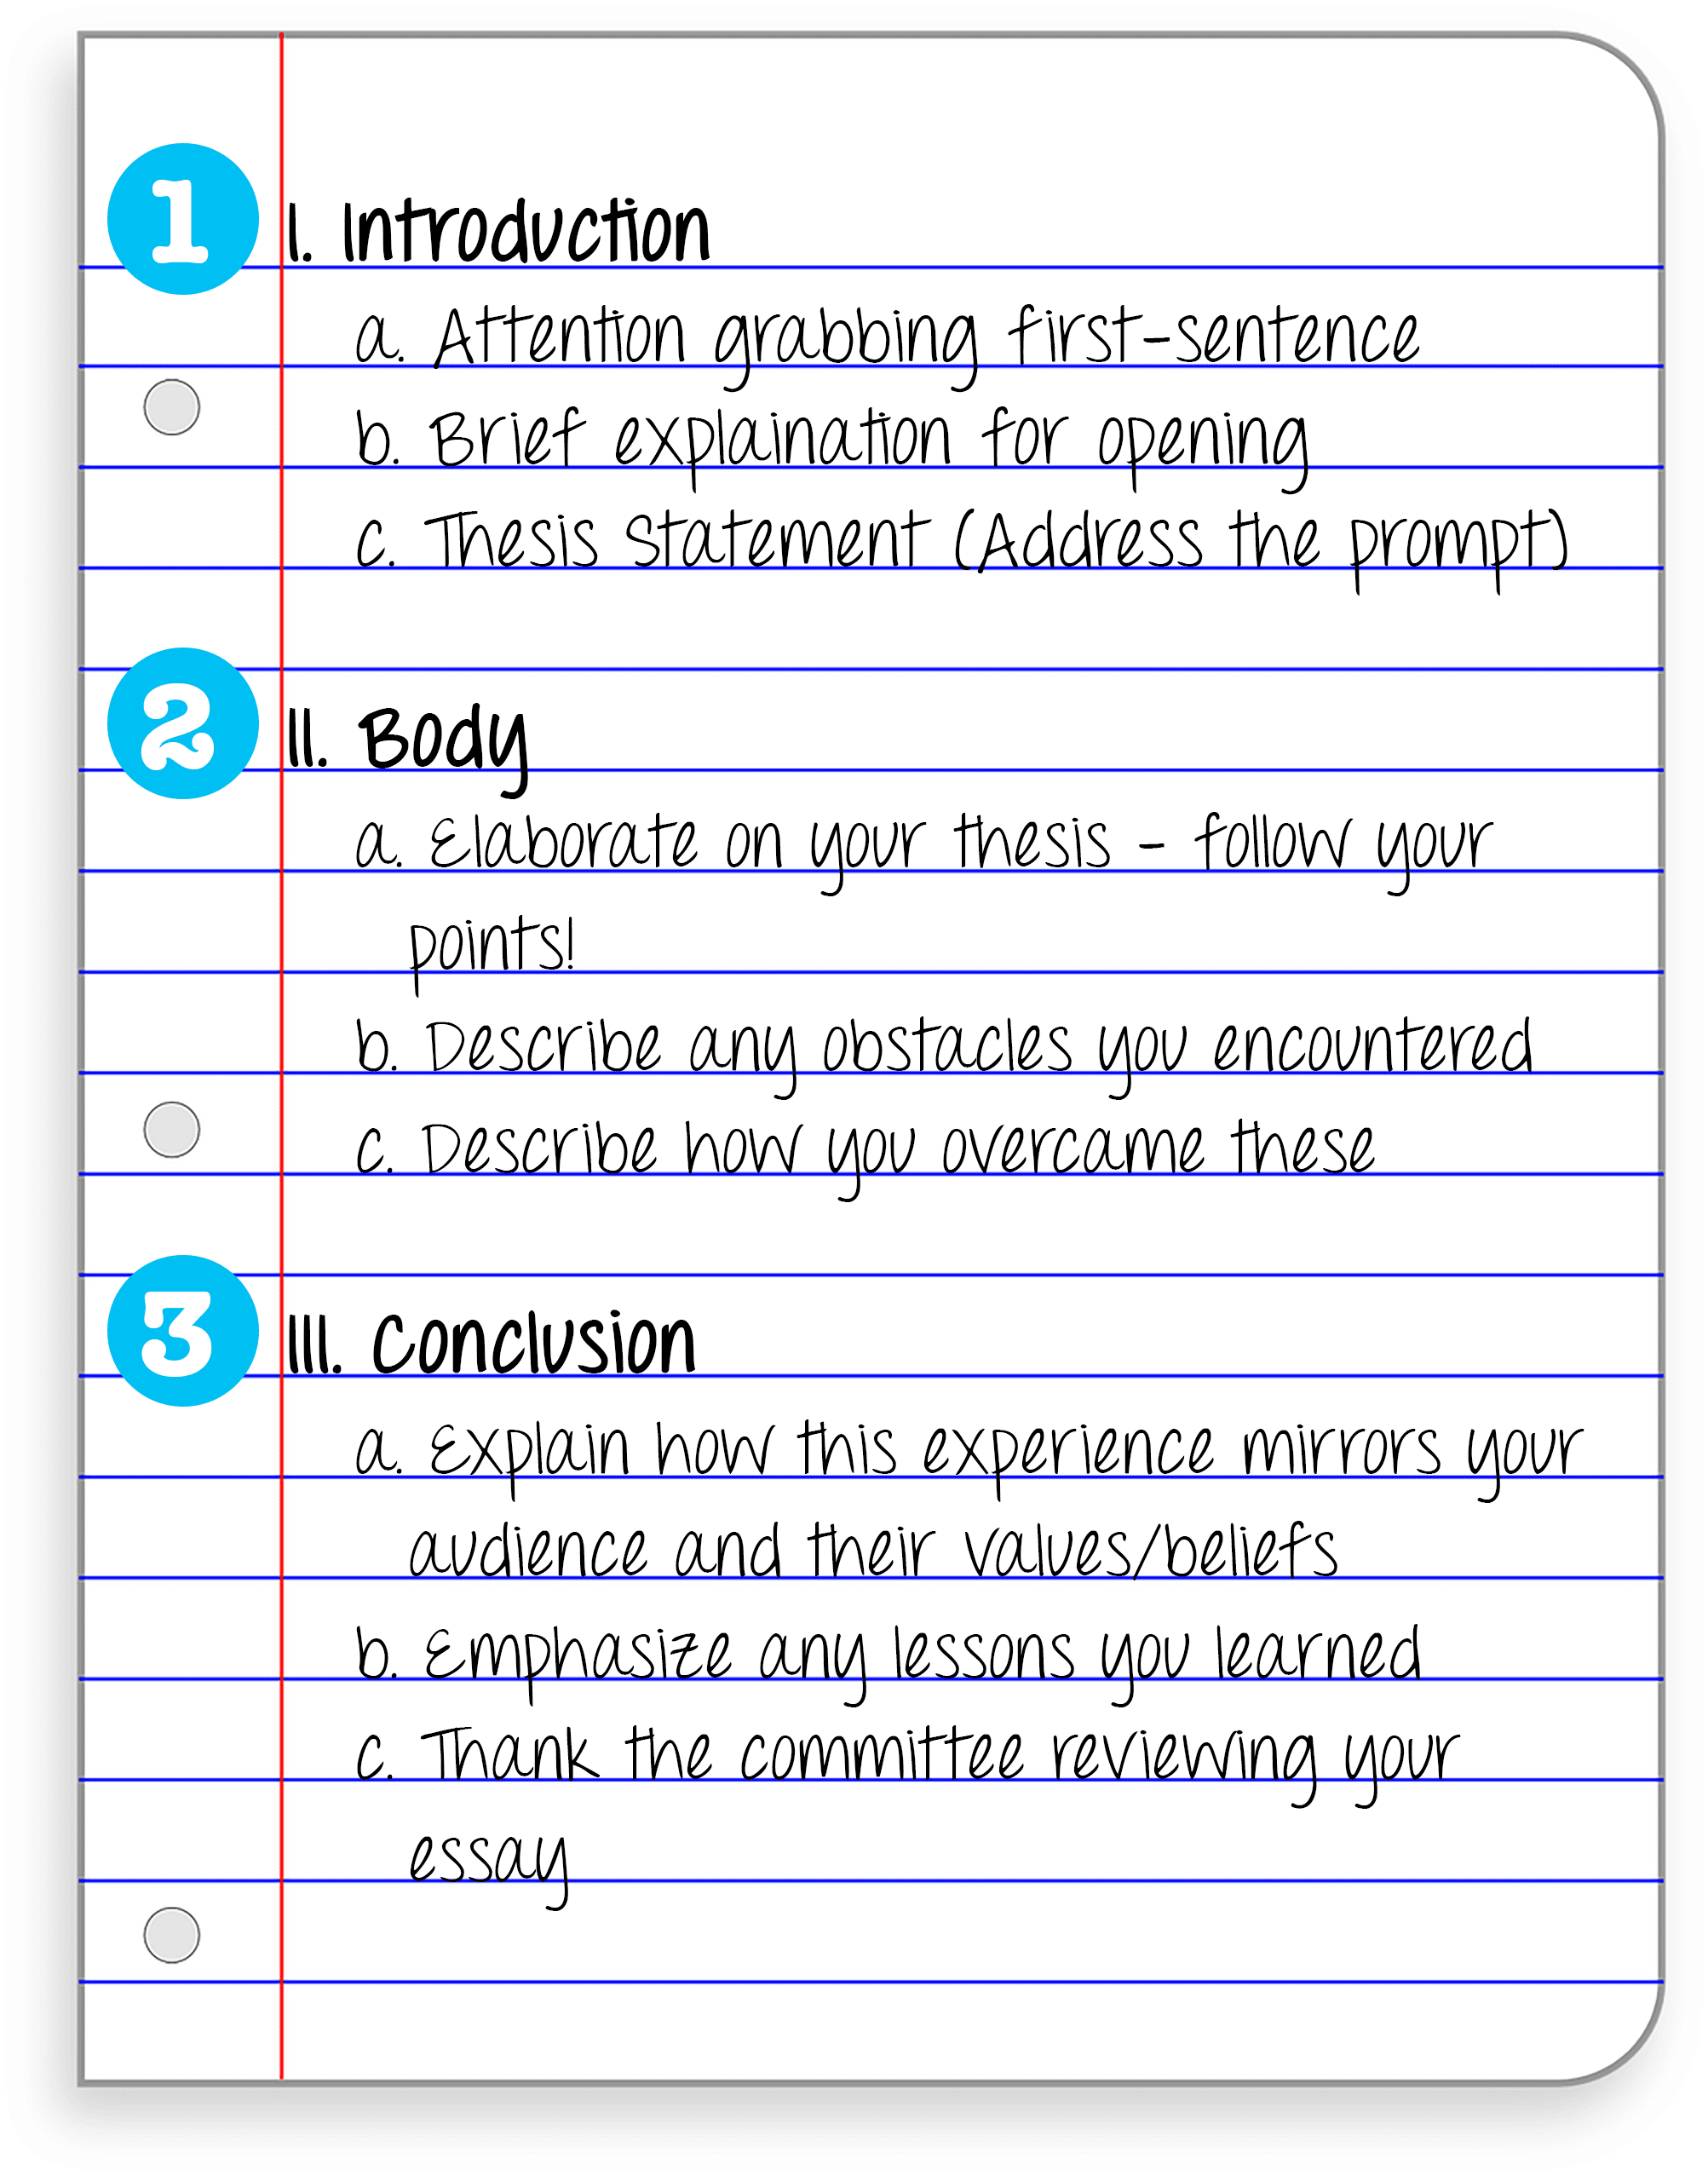 1 I. Introduction
a. Attention grabbing first-sentence
b. Brief explaination for opening
c. Thesis Statement (Address the prompt)
2 II. Body
a. Elaborate on your thesis - follow your
points!
b. Describe any obstacles you encountered
c. Describe how you overcame these
3 III. Conclusion
a. Explain how this experience mirrors your
audience and their values/beliefs
b. Emphasize any lessons you learned
c. Thank the committee reviewing your
essay